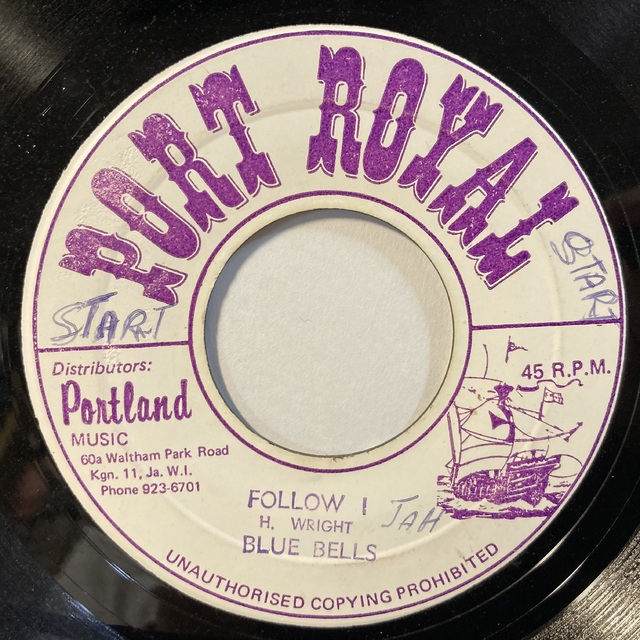 PORT ROYAL
START
START
Distributors:
Portland
MUSIC
60a Waltham Park Road
Kgn. 11, Ja. W.I.
Phone 923-6701
45 R.P.M.
FOLLOW I JAH
H. WRIGHT
BLUE BELLS
UNAUTHORISED COPYING PROHIBITED